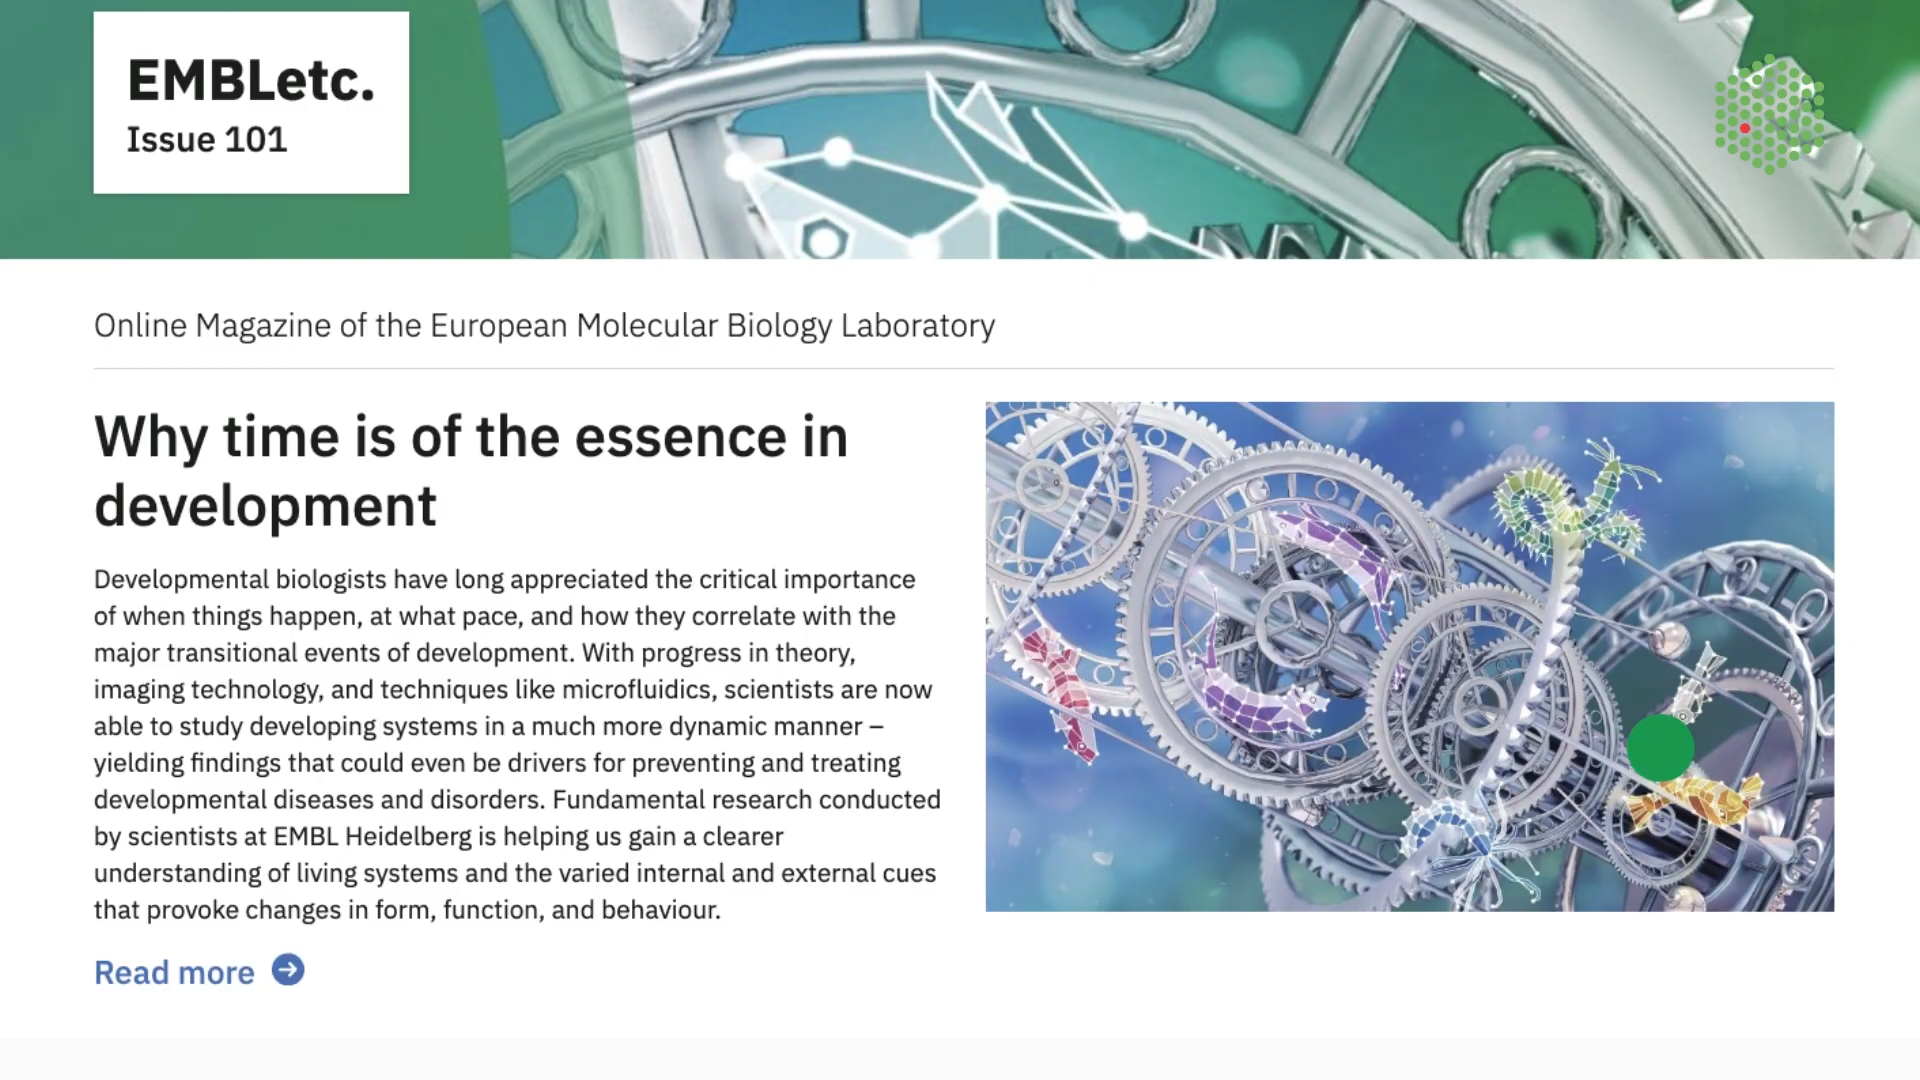 EMBLetc.
Issue 101
Online Magazine of the European Molecular Biology Laboratory
Why time is of the essence in
development
Developmental biologists have long appreciated the critical importance
of when things happen, at what pace, and how they correlate with the
major transitional events of development. With progress in theory,
imaging technology, and techniques like microfluidics, scientists are now
able to study developing systems in a much more dynamic manner –
yielding findings that could even be drivers for preventing and treating
developmental diseases and disorders. Fundamental research conducted
by scientists at EMBL Heidelberg is helping us gain a clearer
understanding of living systems and the varied internal and external cues
that provoke changes in form, function, and behaviour.
Read more